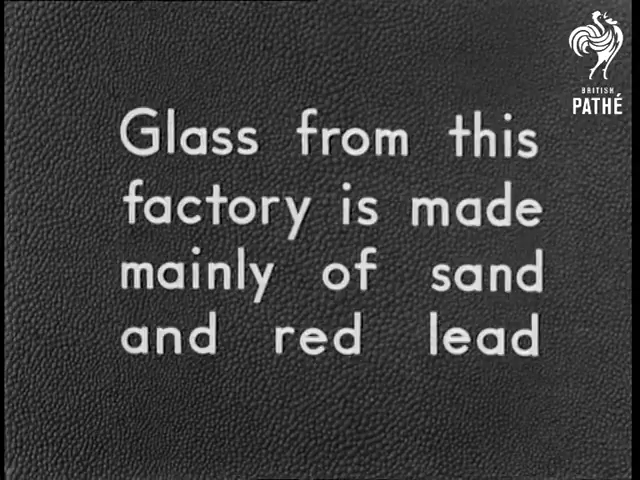 BRITISH
PATHÉ
Glass from this
factory is made
mainly of sand
and red lead